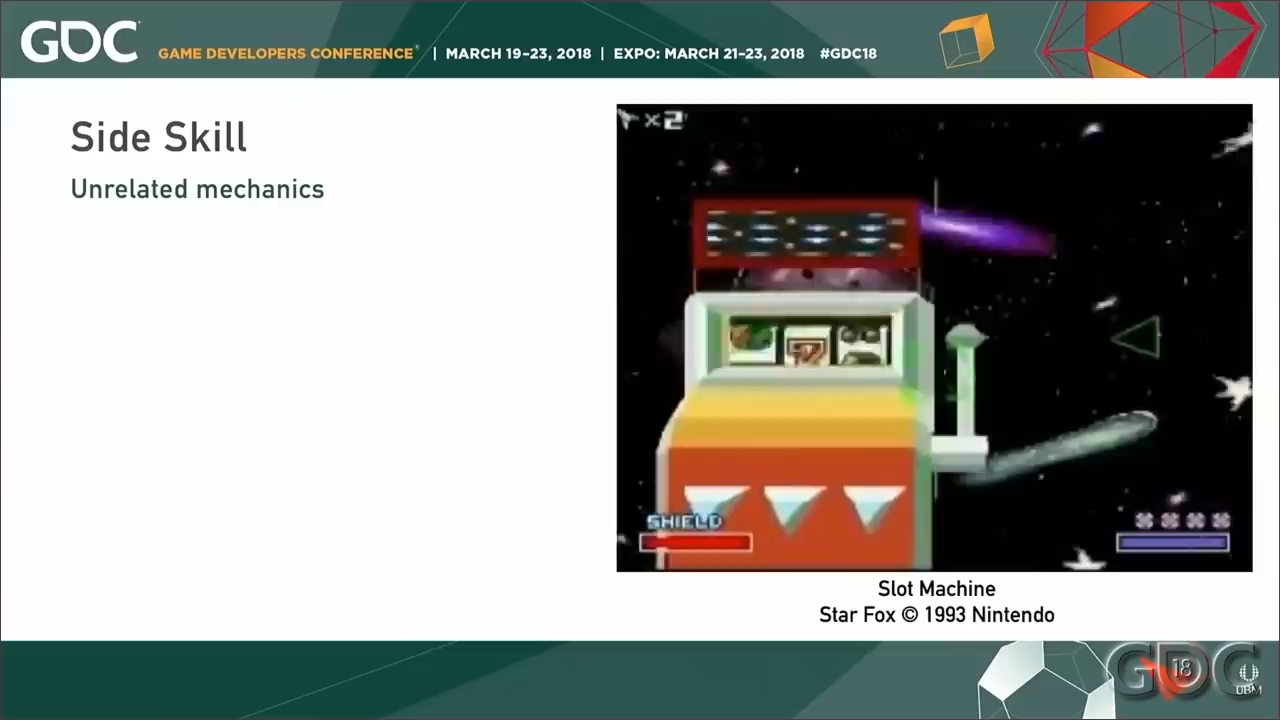 GDC GAME DEVELOPERS CONFERENCE® | MARCH 19–23, 2018 | EXPO: MARCH 21–23, 2018 #GDC18
Side Skill
Unrelated mechanics
×2
7
SHIELD
Slot Machine
Star Fox © 1993 Nintendo
GDC 18
UBM